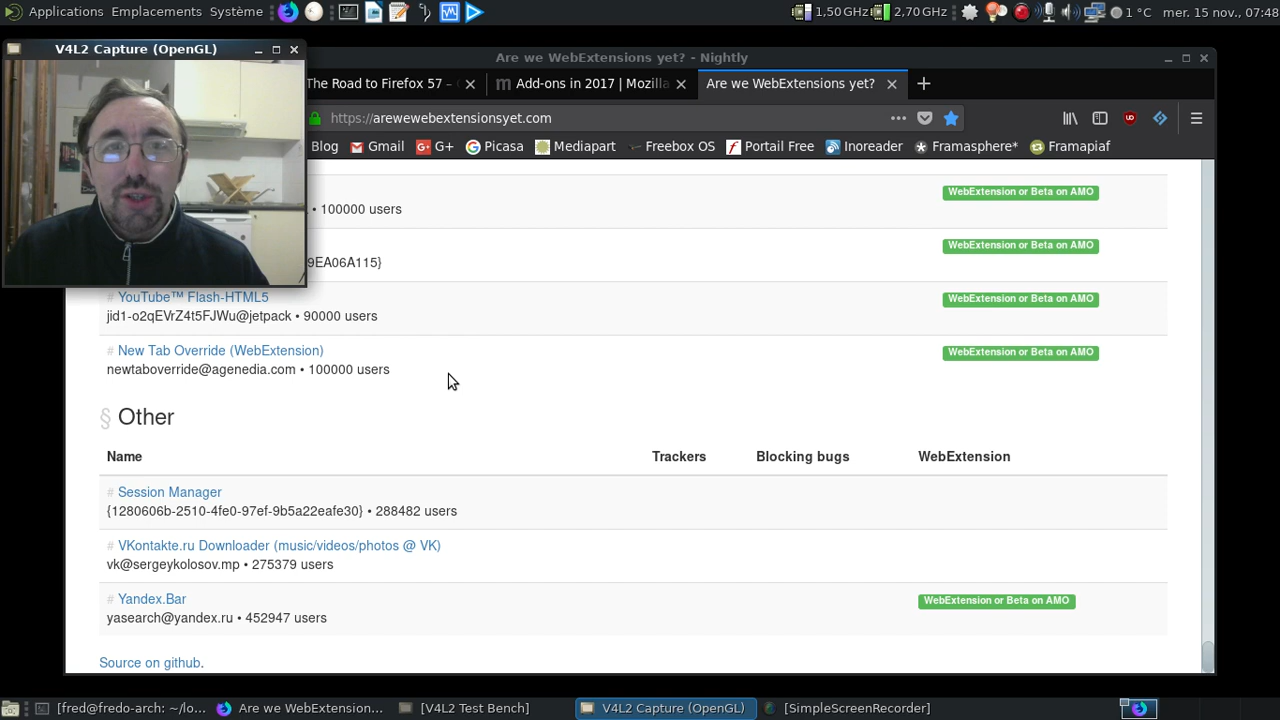 Applications Emplacements Système 1,50 GHz 2,70 GHz 1 °C mer. 15 nov., 07:48
V4L2 Capture (OpenGL)
Are we WebExtensions yet? - Nightly
The Road to Firefox 57 – Add-ons in 2017 | Mozilla Are we WebExtensions yet?
https://arewewebextensionsyet.com
Blog Gmail G+ Picasa Mediapart Freebox OS Portail Free Inoreader Framasphere* Framapiaf
WebExtension or Beta on AMO
• 100000 users
WebExtension or Beta on AMO
9EA06A115}
# YouTube™ Flash-HTML5 WebExtension or Beta on AMO
jid1-o2qEVrZ4t5FJWu@jetpack • 90000 users
# New Tab Override (WebExtension) WebExtension or Beta on AMO
newtaboverride@agenedia.com • 100000 users
§ Other
Name Trackers Blocking bugs WebExtension
# Session Manager
{1280606b-2510-4fe0-97ef-9b5a22eafe30} • 288482 users
# VKontakte.ru Downloader (music/videos/photos @ VK)
vk@sergeykolosov.mp • 275379 users
# Yandex.Bar WebExtension or Beta on AMO
yasearch@yandex.ru • 452947 users
Source on github.
[fred@fredo-arch: ~/lo... Are we WebExtension... [V4L2 Test Bench] V4L2 Capture (OpenGL) [SimpleScreenRecorder]